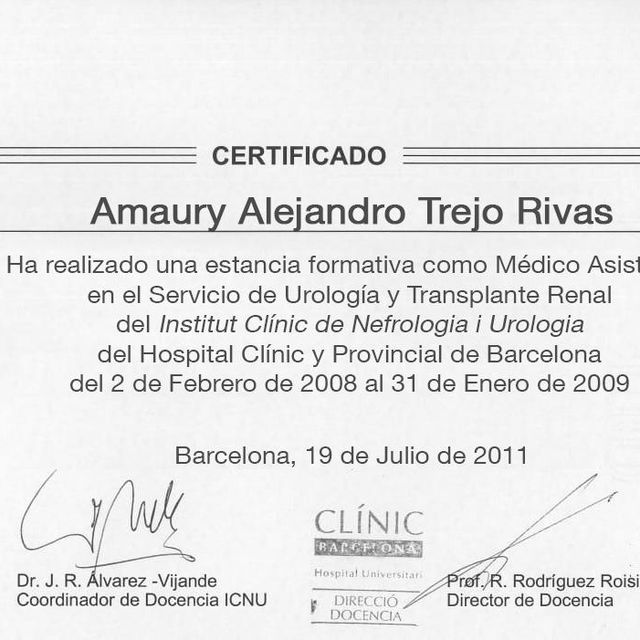 CERTIFICADO
Amaury Alejandro Trejo Rivas
Ha realizado una estancia formativa como Médico Asist
en el Servicio de Urología y Transplante Renal
del Institut Clínic de Nefrologia i Urologia
del Hospital Clínic y Provincial de Barcelona
del 2 de Febrero de 2008 al 31 de Enero de 2009
Barcelona, 19 de Julio de 2011
CLÍNIC
BARCELONA
Hospital Universitari
DIRECCIÓ
DOCENCIA
Dr. J. R. Álvarez -Vijande
Coordinador de Docencia ICNU
Prof. R. Rodríguez Roisi
Director de Docencia